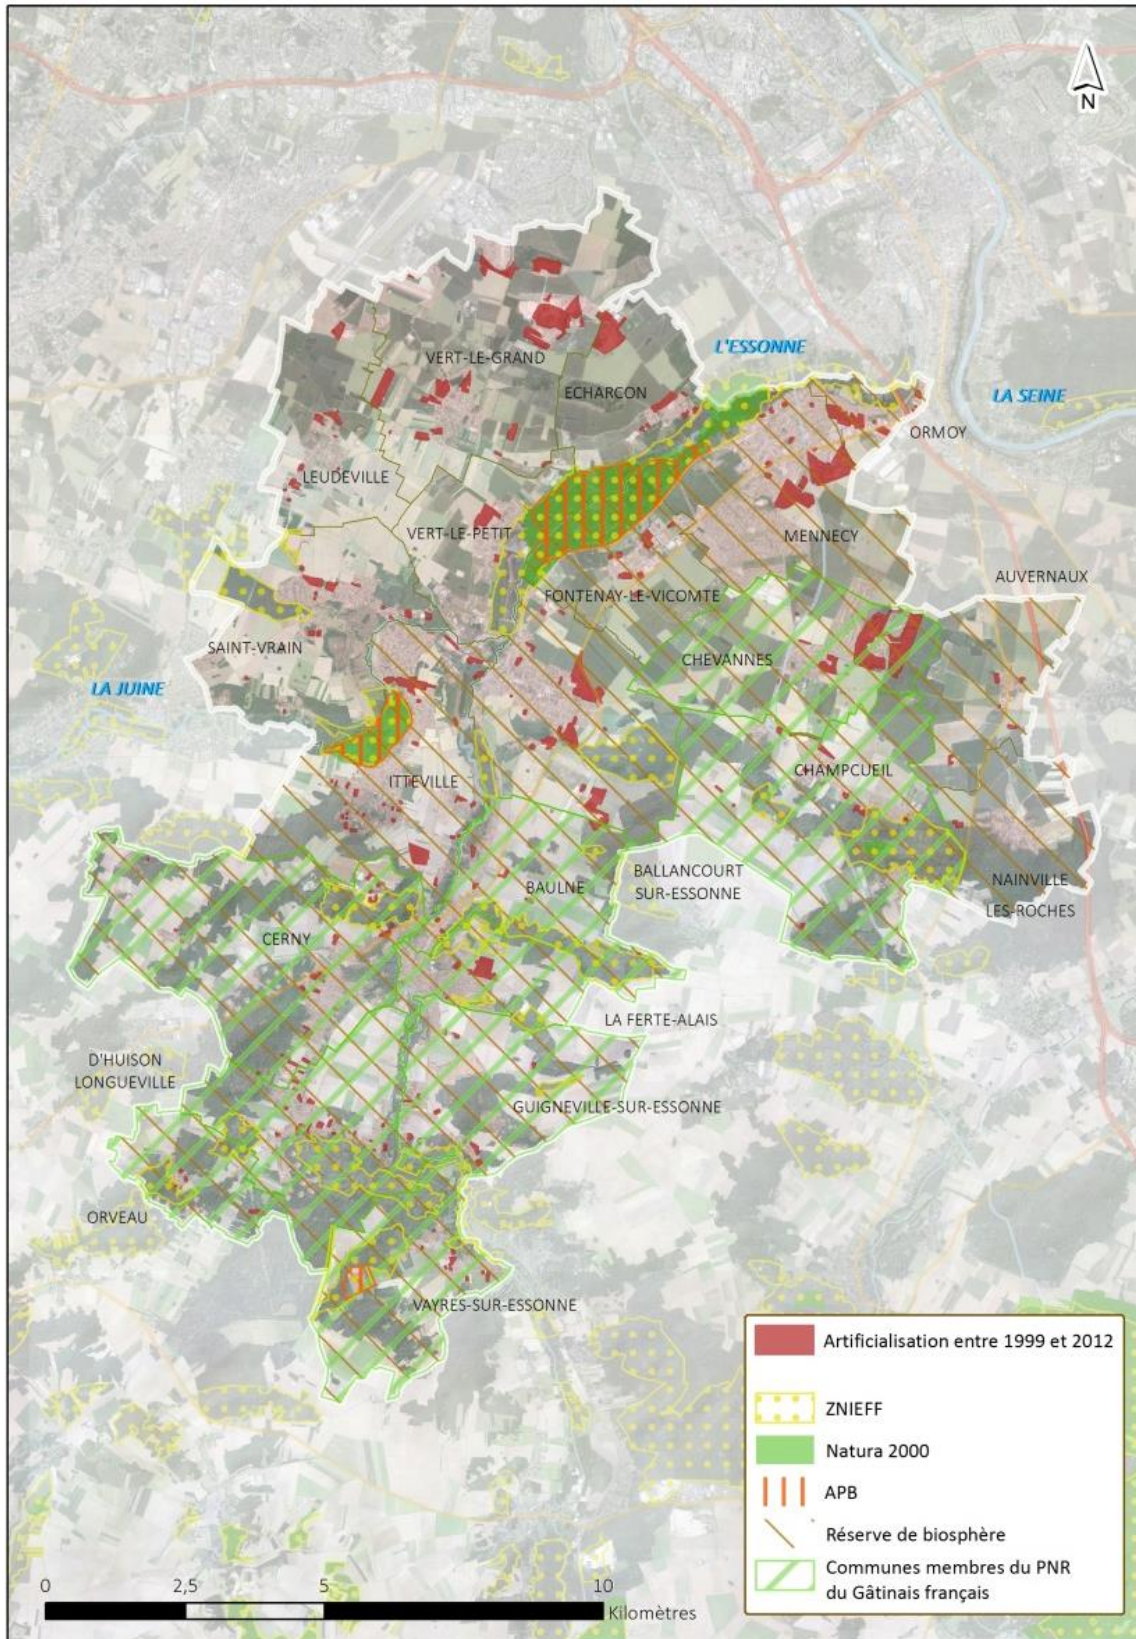 N
L'ESSONNE
VERT-LE-GRAND
ECHARCON
LA SEINE
ORMOY
LEUDEVILLE
VERT-LE-PETIT
MENNECY
AUVERNAUX
FONTENAY-LE-VICOMTE
SAINT-VRAIN
CHEVANNES
LA JUINE
ITTEVILLE
CHAMPCUEIL
BALLANCOURT
SUR-ESSONNE
BAULNE
NAINVILLE
LES-ROCHES
CERNY
LA FERTE-ALAIS
D'HUISON
LONGUEVILLE
GUIGNEVILLE-SUR-ESSONNE
ORVEAU
VAYRES-SUR-ESSONNE
Artificialisation entre 1999 et 2012
ZNIEFF
Natura 2000
APB
Réserve de biosphère
Communes membres du PNR
du Gâtinais français
0 2,5 5 10
Kilomètres